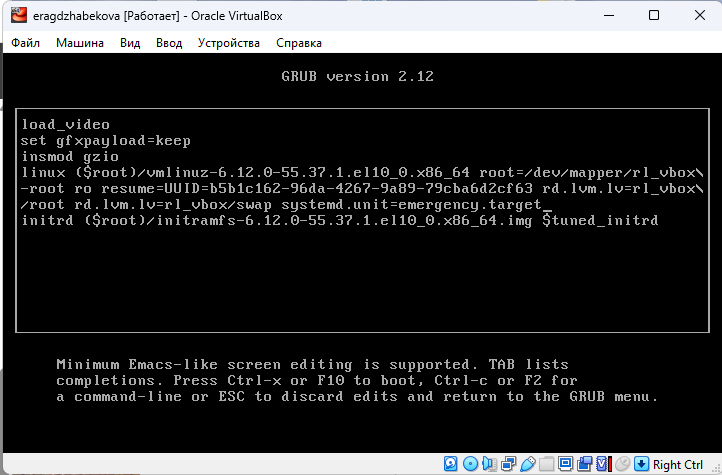 eragdzhabekova [Работает] - Oracle VirtualBox
Файл Машина Вид Ввод Устройства Справка
GRUB version 2.12
load_video
set gfxpayload=keep
insmod gzio
linux ($root)/vmlinuz-6.12.0-55.37.1.el10_0.x86_64 root=/dev/mapper/rl_vbox\
-root ro resume=UUID=b5b1c162-96da-4267-9a89-79cba6d2cf63 rd.lvm.lv=rl_vbox\
/root rd.lvm.lv=rl_vbox/swap systemd.unit=emergency.target_
initrd ($root)/initramfs-6.12.0-55.37.1.el10_0.x86_64.img $tuned_initrd
Minimum Emacs-like screen editing is supported. TAB lists
completions. Press Ctrl-x or F10 to boot, Ctrl-c or F2 for
a command-line or ESC to discard edits and return to the GRUB menu.
Right Ctrl